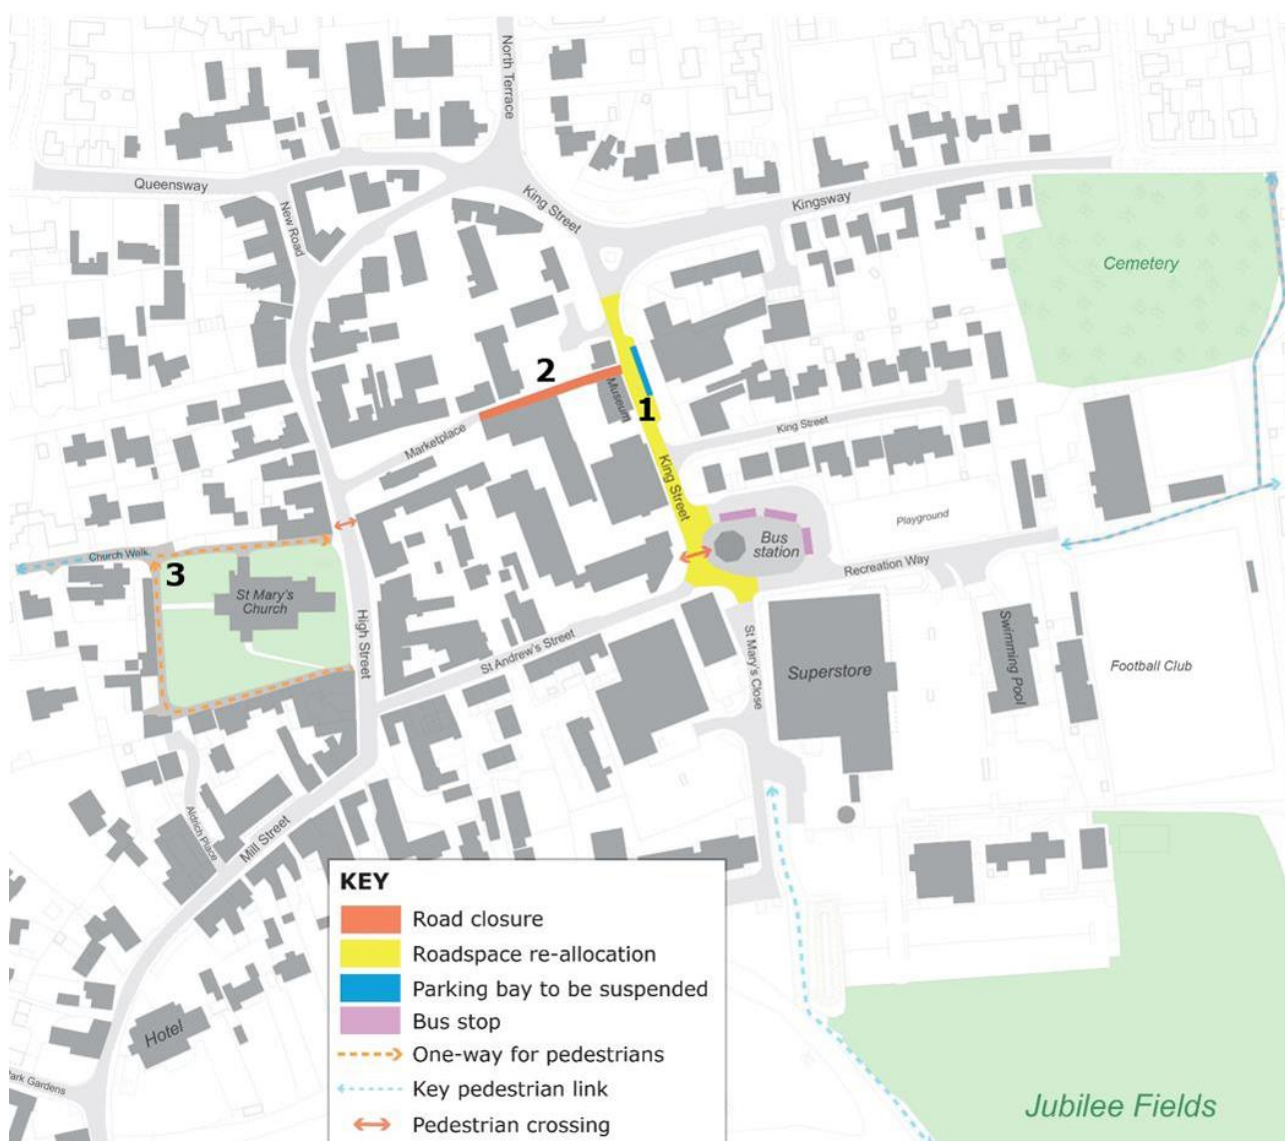 North Terrace
Queensway
King Street
Kingsway
New Road
Cemetery
2
Museum
1
Marketplace
King Street
King Street
Playground
Bus
station
Church Walk
3
Recreation Way
St Mary's
Church
High Street
St Andrew's Street
St Mary's Close
Superstore
Swimming Pool
Football Club
Aldrich Place
Mill Street
Hotel
Park Gardens
KEY
Road closure
Roadspace re-allocation
Parking bay to be suspended
Bus stop
One-way for pedestrians
Key pedestrian link
Pedestrian crossing
Jubilee Fields